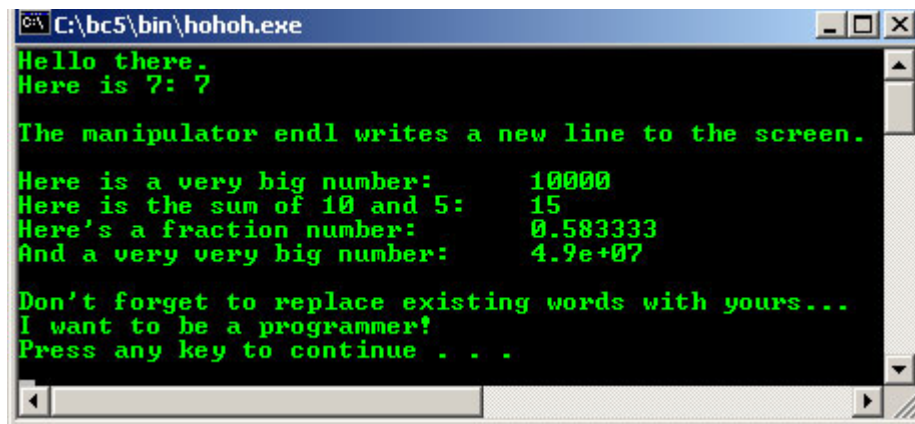 C:\bc5\bin\hohoh.exe
Hello there.
Here is 7: 7
The manipulator endl writes a new line to the screen.
Here is a very big number: 10000
Here is the sum of 10 and 5: 15
Here's a fraction number: 0.583333
And a very very big number: 4.9e+07
Don't forget to replace existing words with yours...
I want to be a programmer!
Press any key to continue . . .